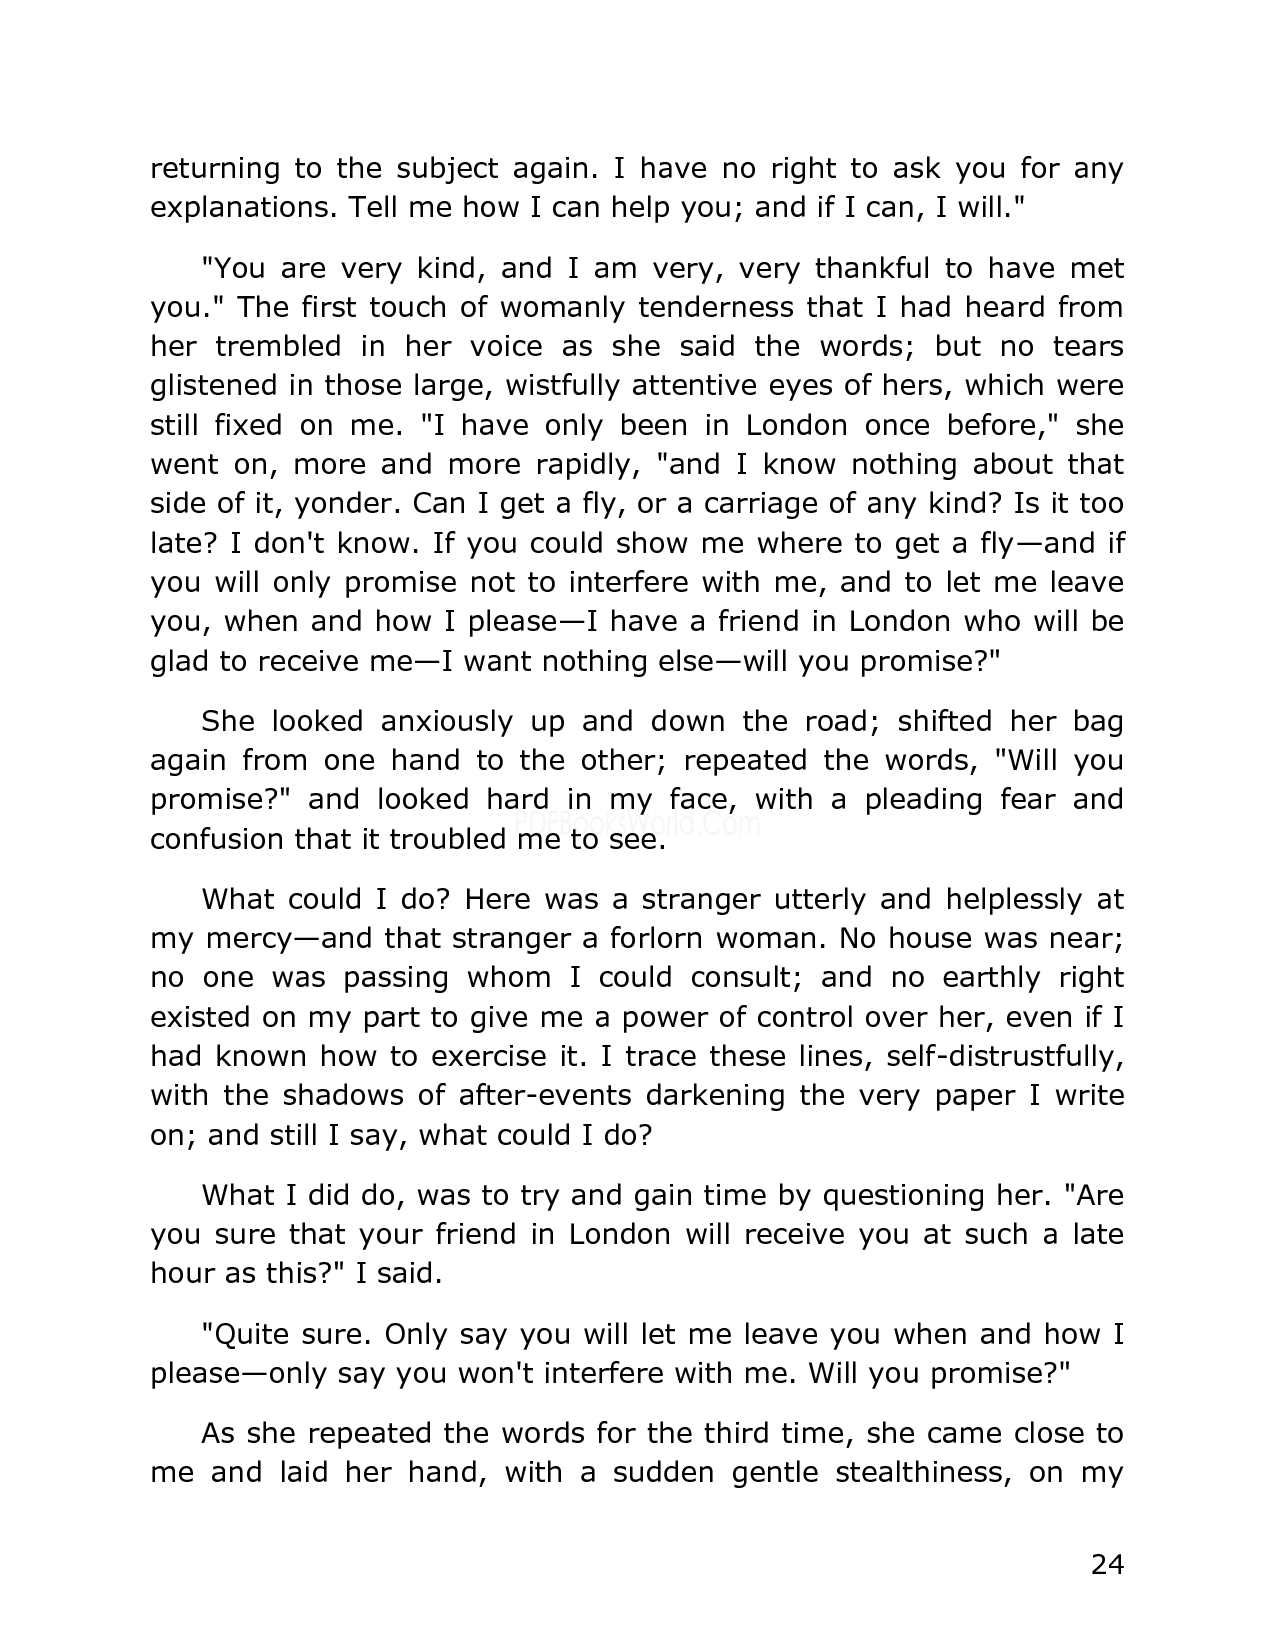 returning to the subject again. I have no right to ask you for any
explanations. Tell me how I can help you; and if I can, I will."
"You are very kind, and I am very, very thankful to have met
you." The first touch of womanly tenderness that I had heard from
her trembled in her voice as she said the words; but no tears
glistened in those large, wistfully attentive eyes of hers, which were
still fixed on me. "I have only been in London once before," she
went on, more and more rapidly, "and I know nothing about that
side of it, yonder. Can I get a fly, or a carriage of any kind? Is it too
late? I don't know. If you could show me where to get a fly—and if
you will only promise not to interfere with me, and to let me leave
you, when and how I please—I have a friend in London who will be
glad to receive me—I want nothing else—will you promise?"
She looked anxiously up and down the road; shifted her bag
again from one hand to the other; repeated the words, "Will you
promise?" and looked hard in my face, with a pleading fear and
PDFBooksWorld.Com
confusion that it troubled me to see.
What could I do? Here was a stranger utterly and helplessly at
my mercy—and that stranger a forlorn woman. No house was near;
no one was passing whom I could consult; and no earthly right
existed on my part to give me a power of control over her, even if I
had known how to exercise it. I trace these lines, self-distrustfully,
with the shadows of after-events darkening the very paper I write
on; and still I say, what could I do?
What I did do, was to try and gain time by questioning her. "Are
you sure that your friend in London will receive you at such a late
hour as this?" I said.
"Quite sure. Only say you will let me leave you when and how I
please—only say you won't interfere with me. Will you promise?"
As she repeated the words for the third time, she came close to
me and laid her hand, with a sudden gentle stealthiness, on my
24